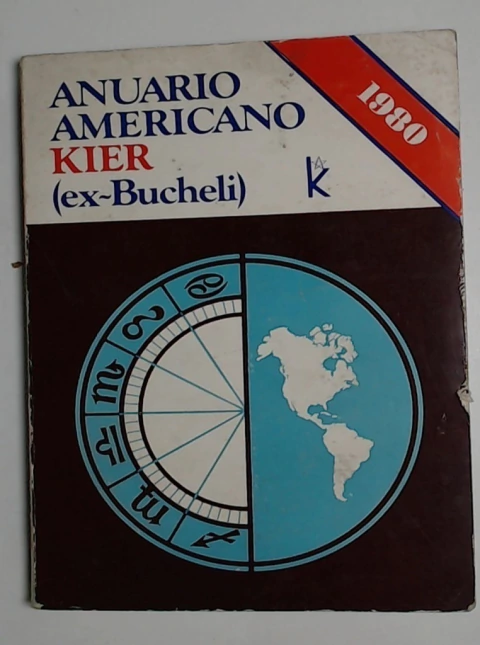 ANUARIO
AMERICANO
KIER
(ex-Bucheli)
1980
k